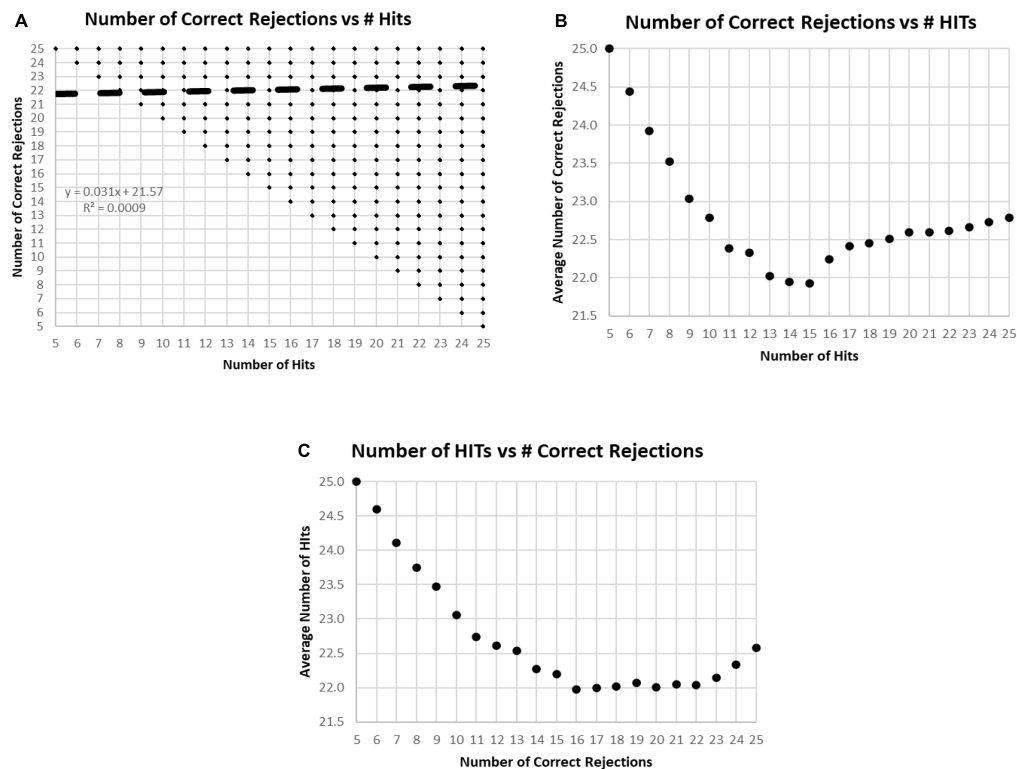 A
Number of Correct Rejections vs # Hits
Number of Correct Rejections
25
24
23
22
21
20
19
18
17
16
15
14
13
12
11
10
9
8
7
6
5
y = 0.031x + 21.57
R² = 0.0009
5 6 7 8 9 10 11 12 13 14 15 16 17 18 19 20 21 22 23 24 25
Number of Hits
B
Number of Correct Rejections vs # HITs
Average Number of Correct Rejections
25.0
24.5
24.0
23.5
23.0
22.5
22.0
21.5
5 6 7 8 9 10 11 12 13 14 15 16 17 18 19 20 21 22 23 24 25
Number of Hits
C
Number of HITs vs # Correct Rejections
Average Number of HIts
25.0
24.5
24.0
23.5
23.0
22.5
22.0
21.5
5 6 7 8 9 10 11 12 13 14 15 16 17 18 19 20 21 22 23 24 25
Number of Correct Rejections